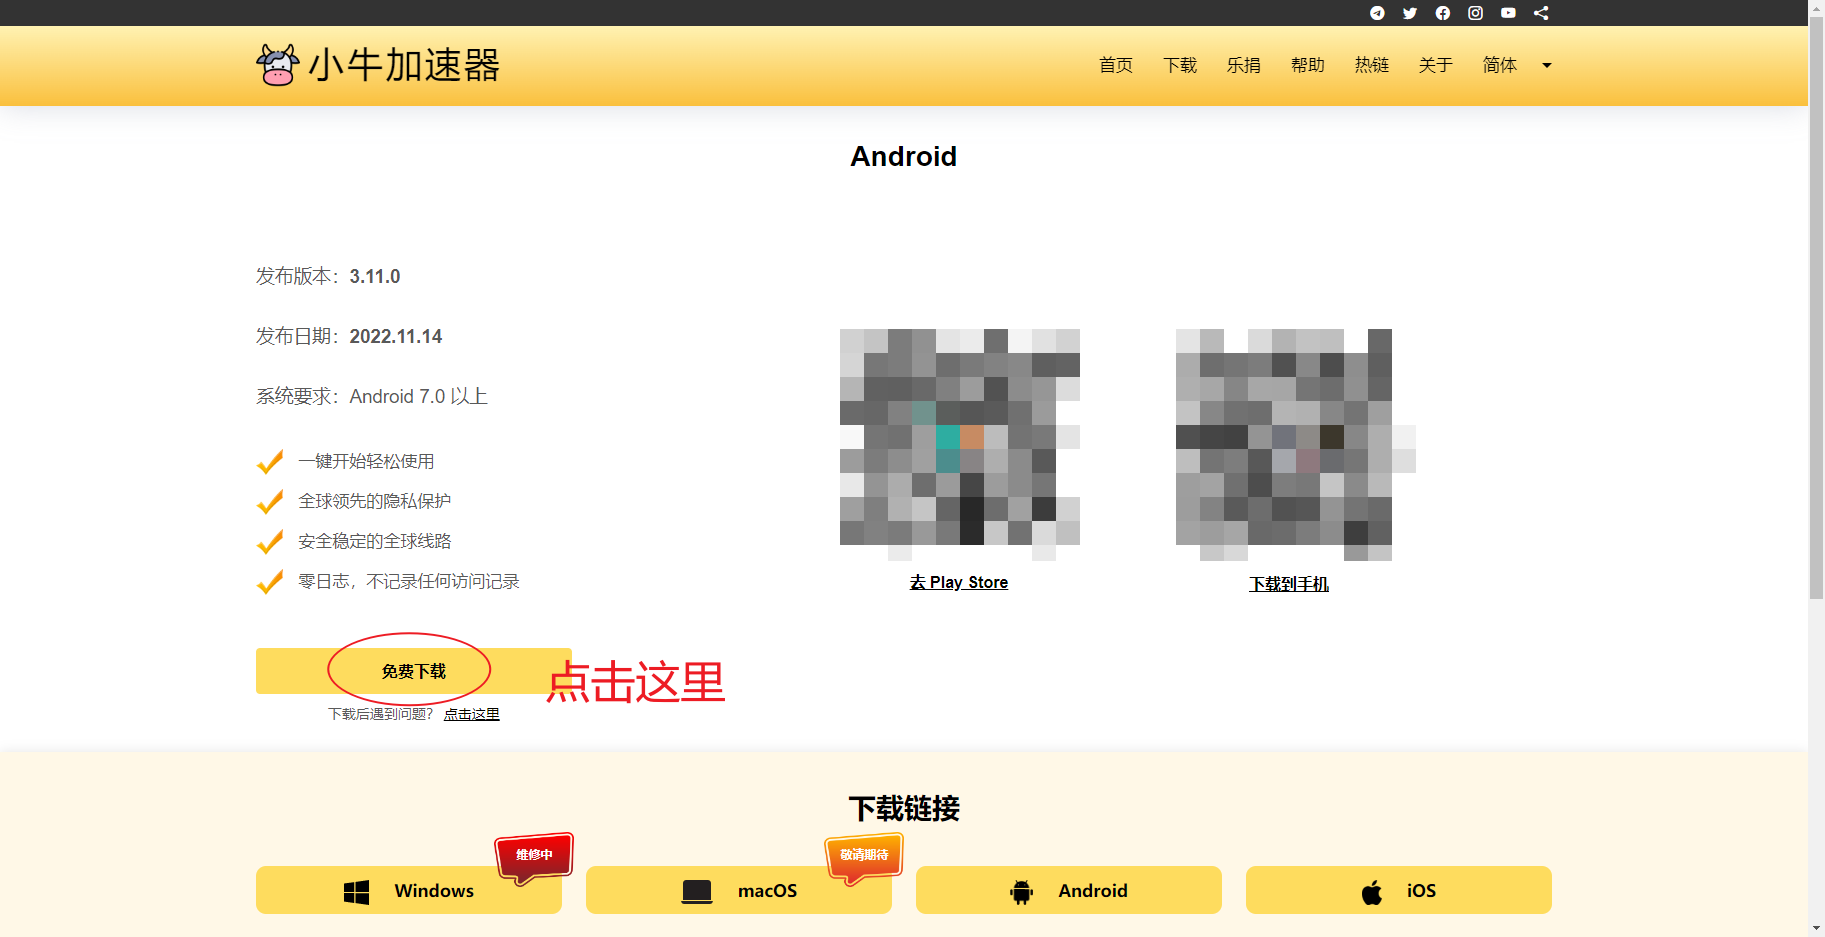 小牛加速器
首页 下载 乐捐 帮助 热链 关于 简体
Android
发布版本：3.11.0
发布日期：2022.11.14
系统要求：Android 7.0 以上
一键开始轻松使用
全球领先的隐私保护
安全稳定的全球线路
零日志，不记录任何访问记录
去 Play Store
下载到手机
免费下载
点击这里
下载后遇到问题？ 点击这里
下载链接
维修中
敬请期待
Windows
macOS
Android
iOS